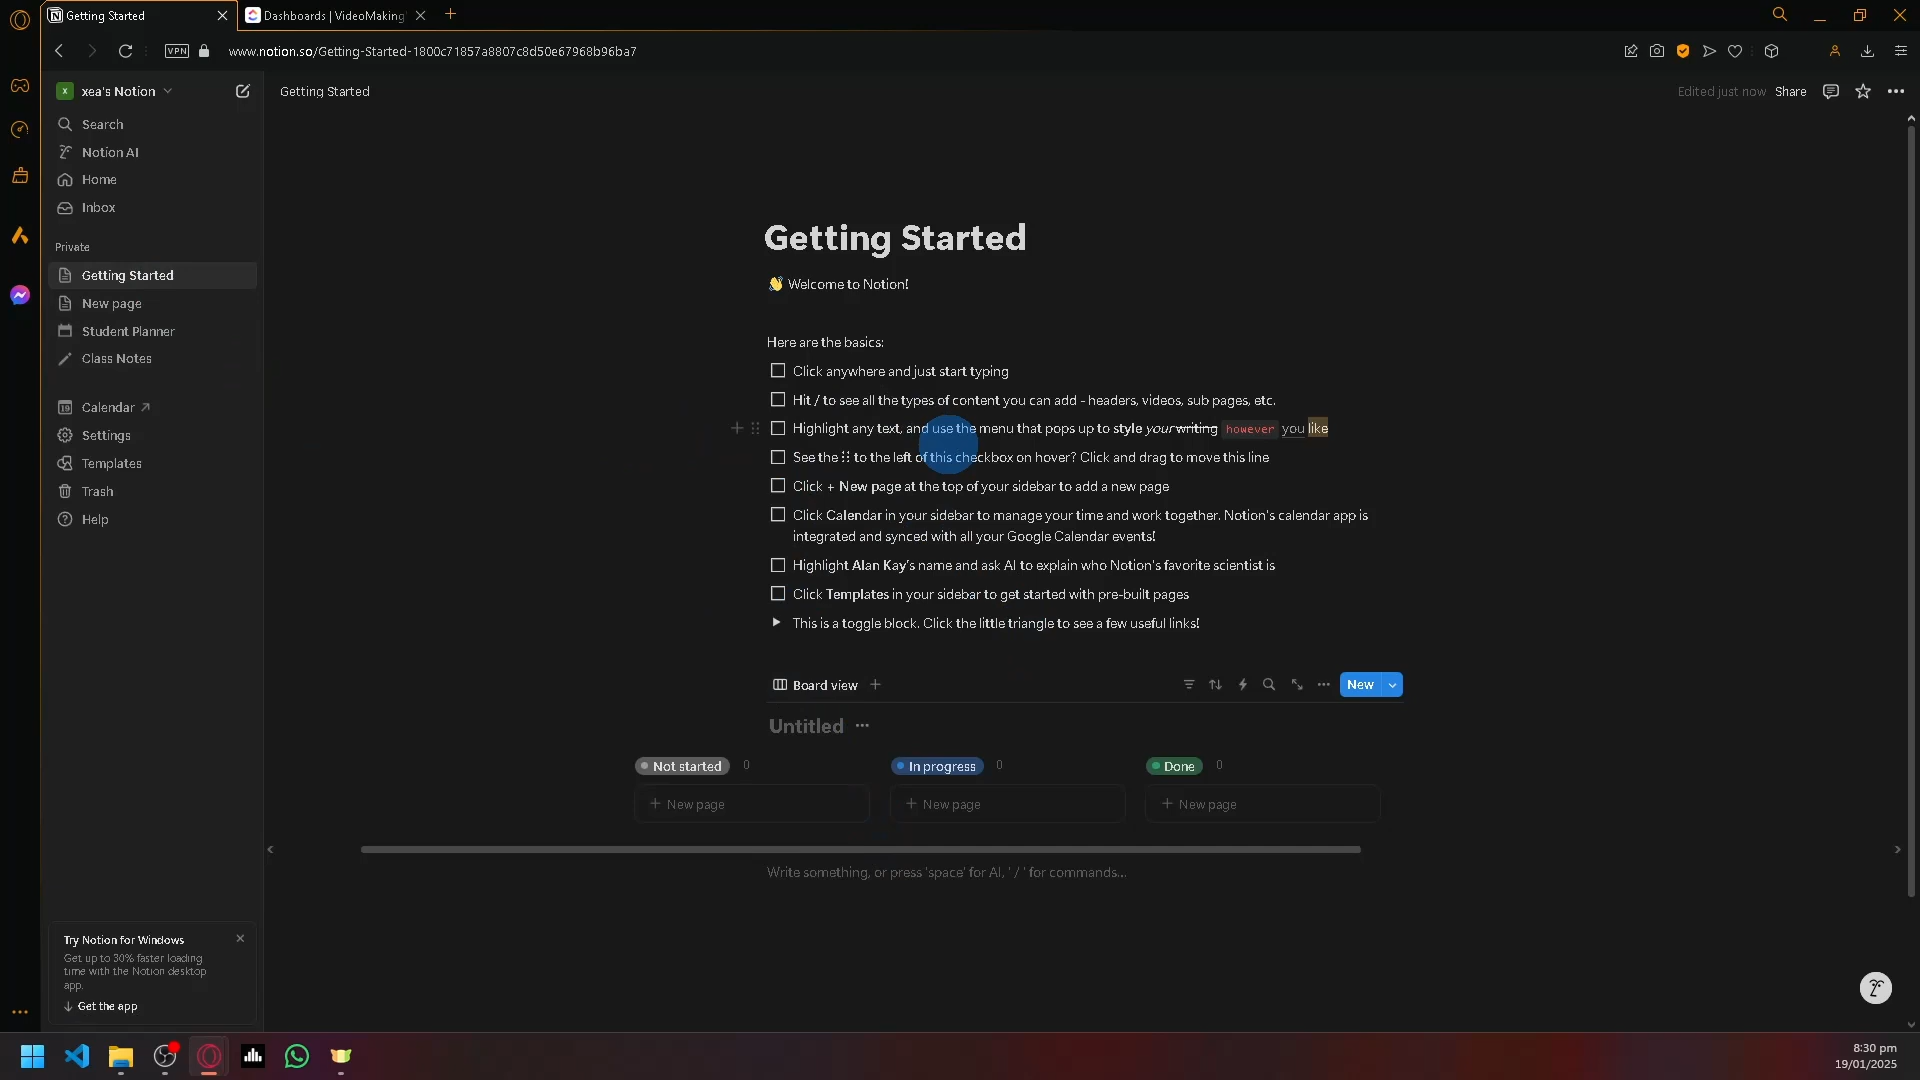 Getting Started
Dashboards | VideoMaking
VPN
www.notion.so/Getting-Started-1800c71857a8807c8d50e67968b96ba7
x xea's Notion
Getting Started
Edited just now
Share
Search
Notion AI
Home
Inbox
Private
Getting Started
New page
Student Planner
Class Notes
19 Calendar ↗
Settings
Templates
Trash
Help
Getting Started
👋 Welcome to Notion!
Here are the basics:
Click anywhere and just start typing
Hit / to see all the types of content you can add - headers, videos, sub pages, etc.
Highlight any text, and use the menu that pops up to style your writing however you like
See the ⋮⋮ to the left of this checkbox on hover? Click and drag to move this line
Click + New page at the top of your sidebar to add a new page
Click Calendar in your sidebar to manage your time and work together. Notion's calendar app is
integrated and synced with all your Google Calendar events!
Highlight Alan Kay's name and ask AI to explain who Notion's favorite scientist is
Click Templates in your sidebar to get started with pre-built pages
This is a toggle block. Click the little triangle to see a few useful links!
Board view
New
Untitled
Not started 0
In progress 0
Done 0
+ New page
+ New page
+ New page
Write something, or press 'space' for AI, '/' for commands...
Try Notion for Windows
Get up to 30% faster loading
time with the Notion desktop
app.
Get the app
8:30 pm
19/01/2025